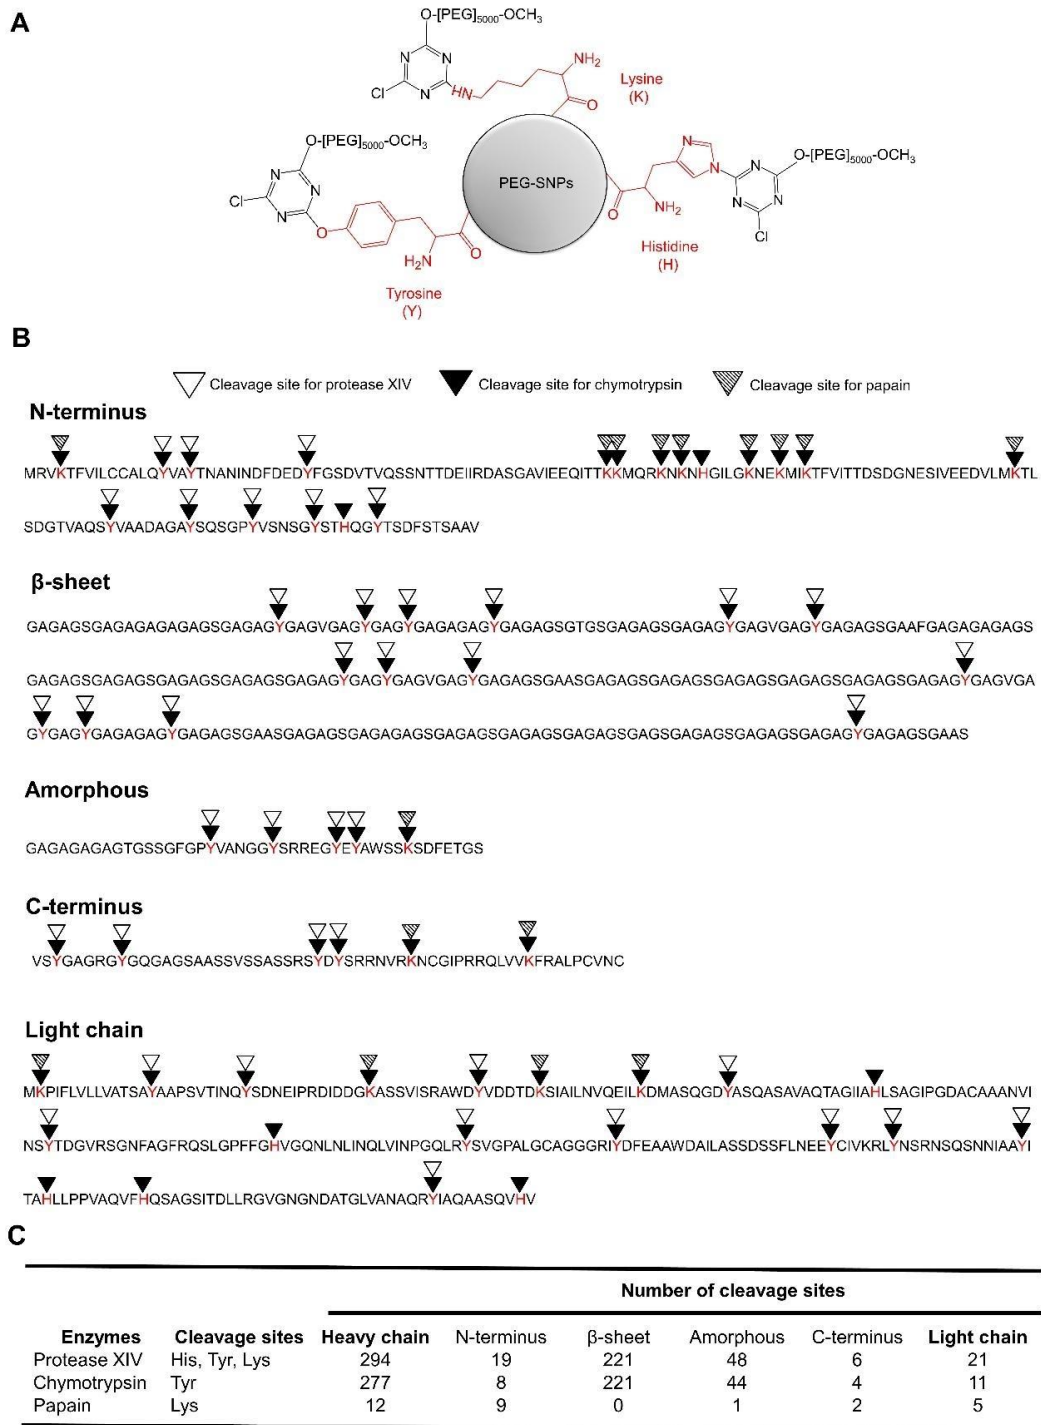 A
O-[PEG]5000-OCH3
N
N
N
Cl
HN
NH2
O
Lysine
(K)
O-[PEG]5000-OCH3
N
N
N
Cl
O
H2N
O
Tyrosine
(Y)
PEG-SNPs
N
N
O
NH2
N
N
N
Cl
O-[PEG]5000-OCH3
Histidine
(H)
B
Cleavage site for protease XIV
Cleavage site for chymotrypsin
Cleavage site for papain
N-terminus
MRVKTFVILCCALQYVAYTNANINDFDEDYFGSDVTVQSSNTTDEIIRDASGAVIEEQITTKKMQRKNKNHGILGKNEKMIKTFVITTDSDGNESIVEEDVLMKTL
SDGTVAQSYVAADAGAYSQSGPYVSNSGYSTHQGYTSDFSTSAAV
β-sheet
GAGAGSGAGAGAGAGAGSGAGAGYGAGVGAGYGAGYGAGAGAGYGAGAGSGTGSGAGAGSGAGAGYGAGVGAGYGAGAGSGAAFGAGAGAGAGS
GAGAGSGAGAGSGAGAGSGAGAGSGAGAGYGAGYGAGVGAGYGAGAGSGAASGAGAGSGAGAGSGAGAGSGAGAGSGAGAGSGAGAGYGAGVGA
GYGAGYGAGAGAGYGAGAGSGAASGAGAGSGAGAGAGSGAGAGSGAGAGSGAGAGSGAGSGAGAGSGAGAGSGAGAGYGAGAGSGAAS
Amorphous
GAGAGAGAGTGSSGFGPYVANGGYSRREGYEYAWSSKSDFETGS
C-terminus
VSYGAGRGYGQGAGSAASSVSSASSRSYDYSRRNVRKNCGIPRRQLVVKFRALPCVNC
Light chain
MKPIFLVLLVATSAYAAPSVTINQYSDNEIPRDIDDGKASSVISRAWDYVDDTDKSIAILNVQEILKDMASQGDYASQASAVAQTAGIIAHLSAGIPGDACAAANVI
NSYTDGVRSGNFAGFRQSLGPFFGHVGQNLNLINQLVINPGQLRYSVGPALGCAGGGRIYDFEAAWDAILASSDSSFLNEEYCIVKRLYNSRNSQSNNIAAYI
TAHLLPPVAQVFHQSAGSITDLLRGVGNGNDATGLVANAQRYIAQAASQVHV
C
Number of cleavage sites
Enzymes Cleavage sites Heavy chain N-terminus β-sheet Amorphous C-terminus Light chain
Protease XIV His, Tyr, Lys 294 19 221 48 6 21
Chymotrypsin Tyr 277 8 221 44 4 11
Papain Lys 12 9 0 1 2 5